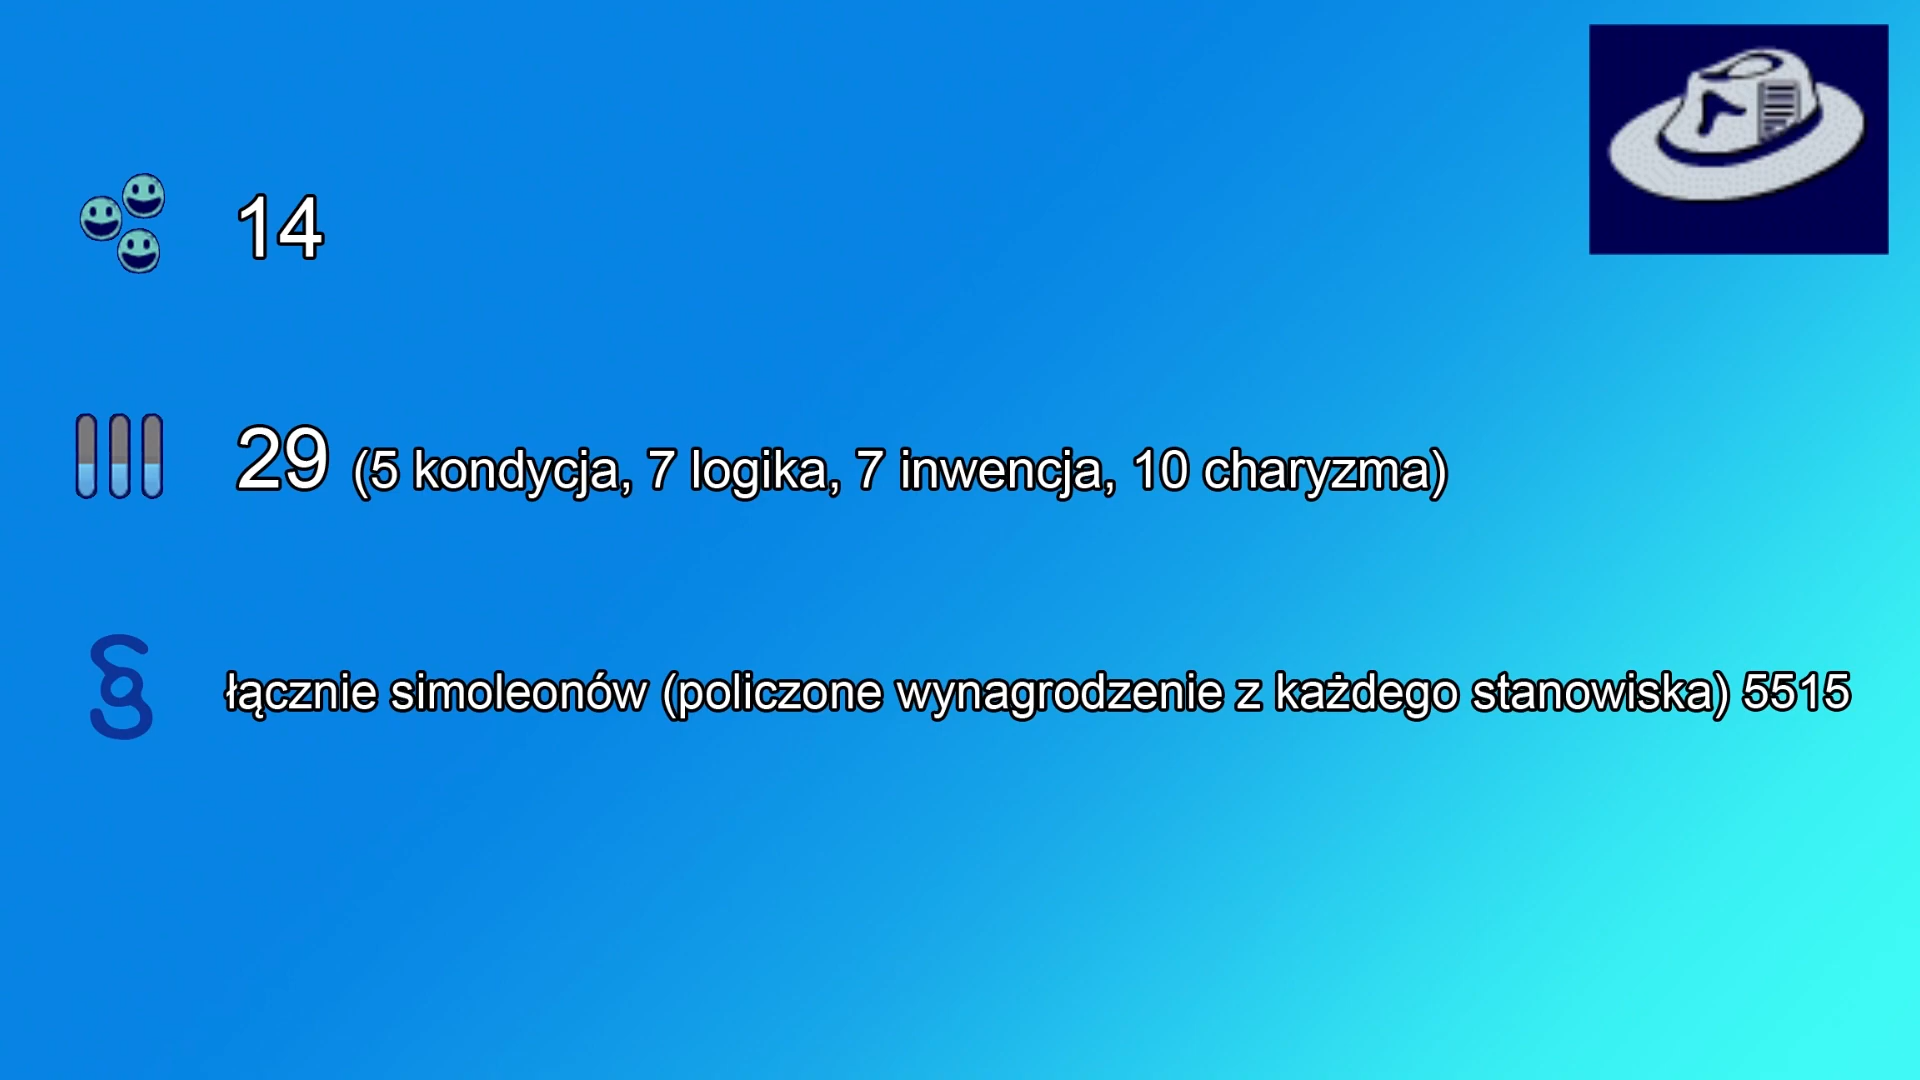 14
29 (5 kondycja, 7 logika, 7 inwencja, 10 charyzma)
§ łącznie simoleonów (policzone wynagrodzenie z każdego stanowiska) 5515